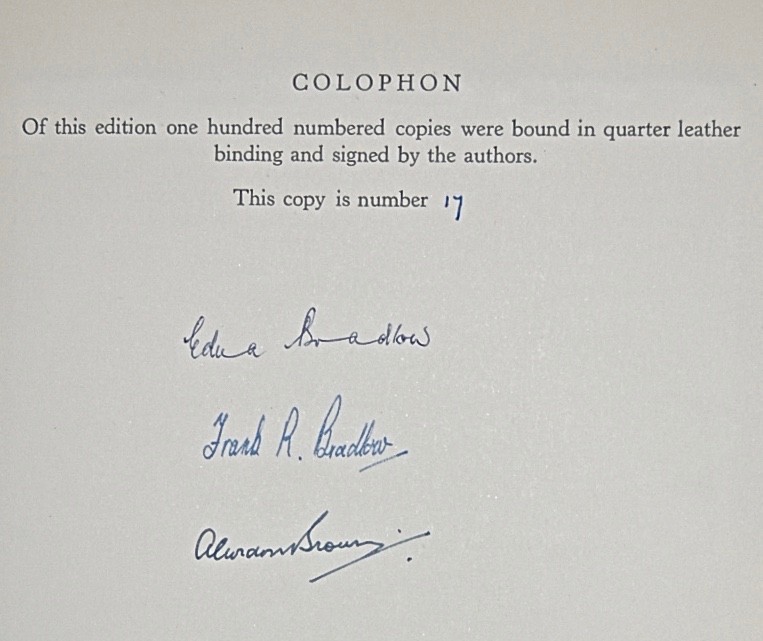 COLOPHON
Of this edition one hundred numbered copies were bound in quarter leather
binding and signed by the authors.
This copy is number 17
Edna Bradlow
Frank R. Bradlow